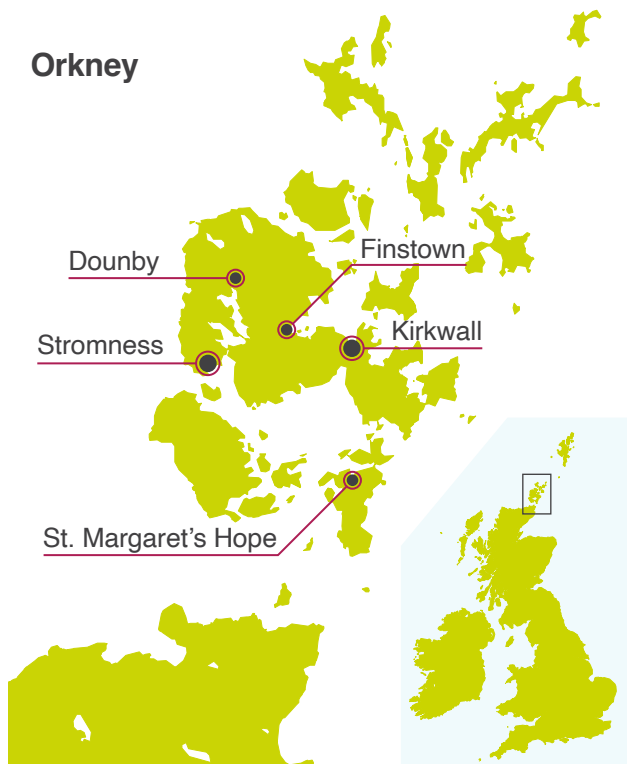 Orkney
Finstown
Dounby
Kirkwall
Stromness
St. Margaret's Hope